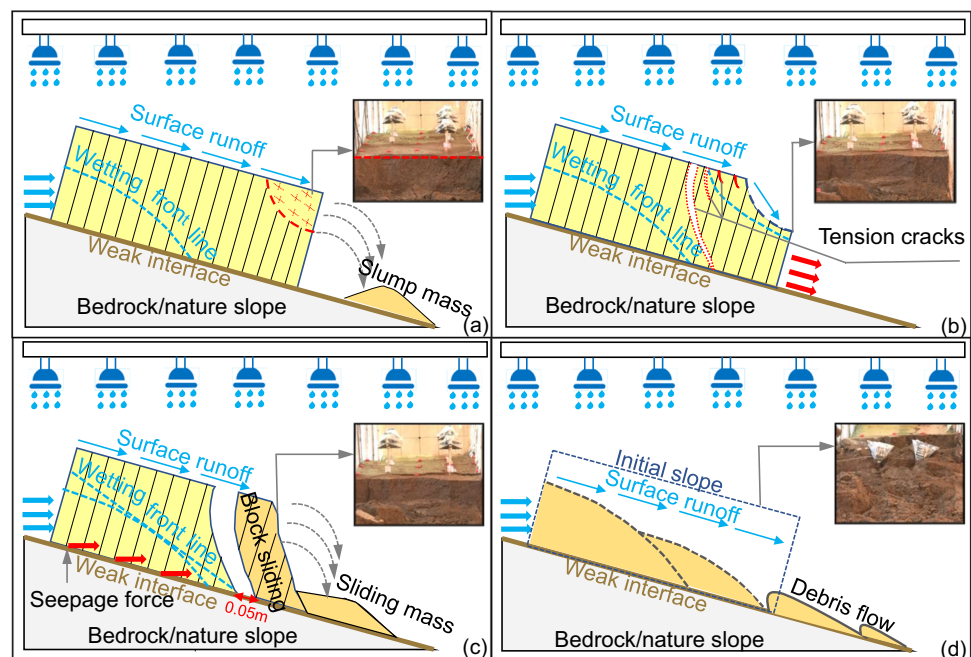 Surface runoff
Wetting front line
Weak interface
Slump mass
Bedrock/nature slope
(a)
Surface runoff
Wetting front line
Weak interface
Tension cracks
Bedrock/nature slope
(b)
Surface runoff
Wetting front line
Block sliding
Weak interface
Seepage force
0.05m
Sliding mass
Bedrock/nature slope
(c)
Initial slope
Surface runoff
Weak interface
Debris flow
Bedrock/nature slope
(d)